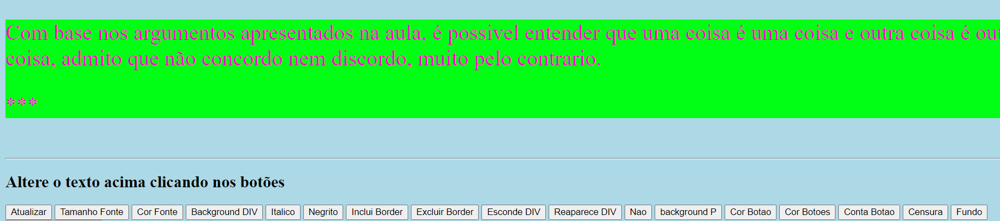 Com base nos argumentos apresentados na aula, é possivel entender que uma coisa é uma coisa e outra coisa é
coisa, admito que não concordo nem discordo, muito pelo contrario.
***
Altere o texto acima clicando nos botões
Atualizar Tamanho Fonte Cor Fonte Background DIV Italico Negrito Inclui Border Excluir Border Esconde DIV Reaparece DIV Nao background P Cor Botao Cor Botoes Conta Botao Censura Fundo